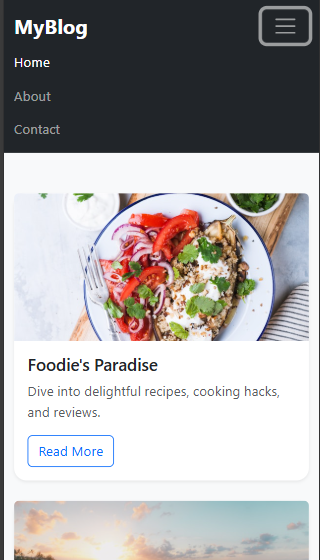 MyBlog
Home
About
Contact
Foodie's Paradise
Dive into delightful recipes, cooking hacks,
and reviews.
Read More